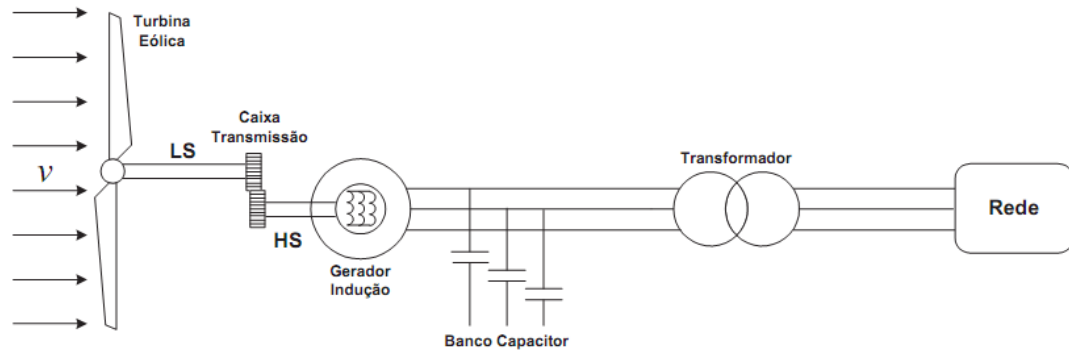 Turbina
Eólica
Caixa
Transmissão
LS
v
HS
Gerador
Indução
Banco Capacitor
Transformador
Rede